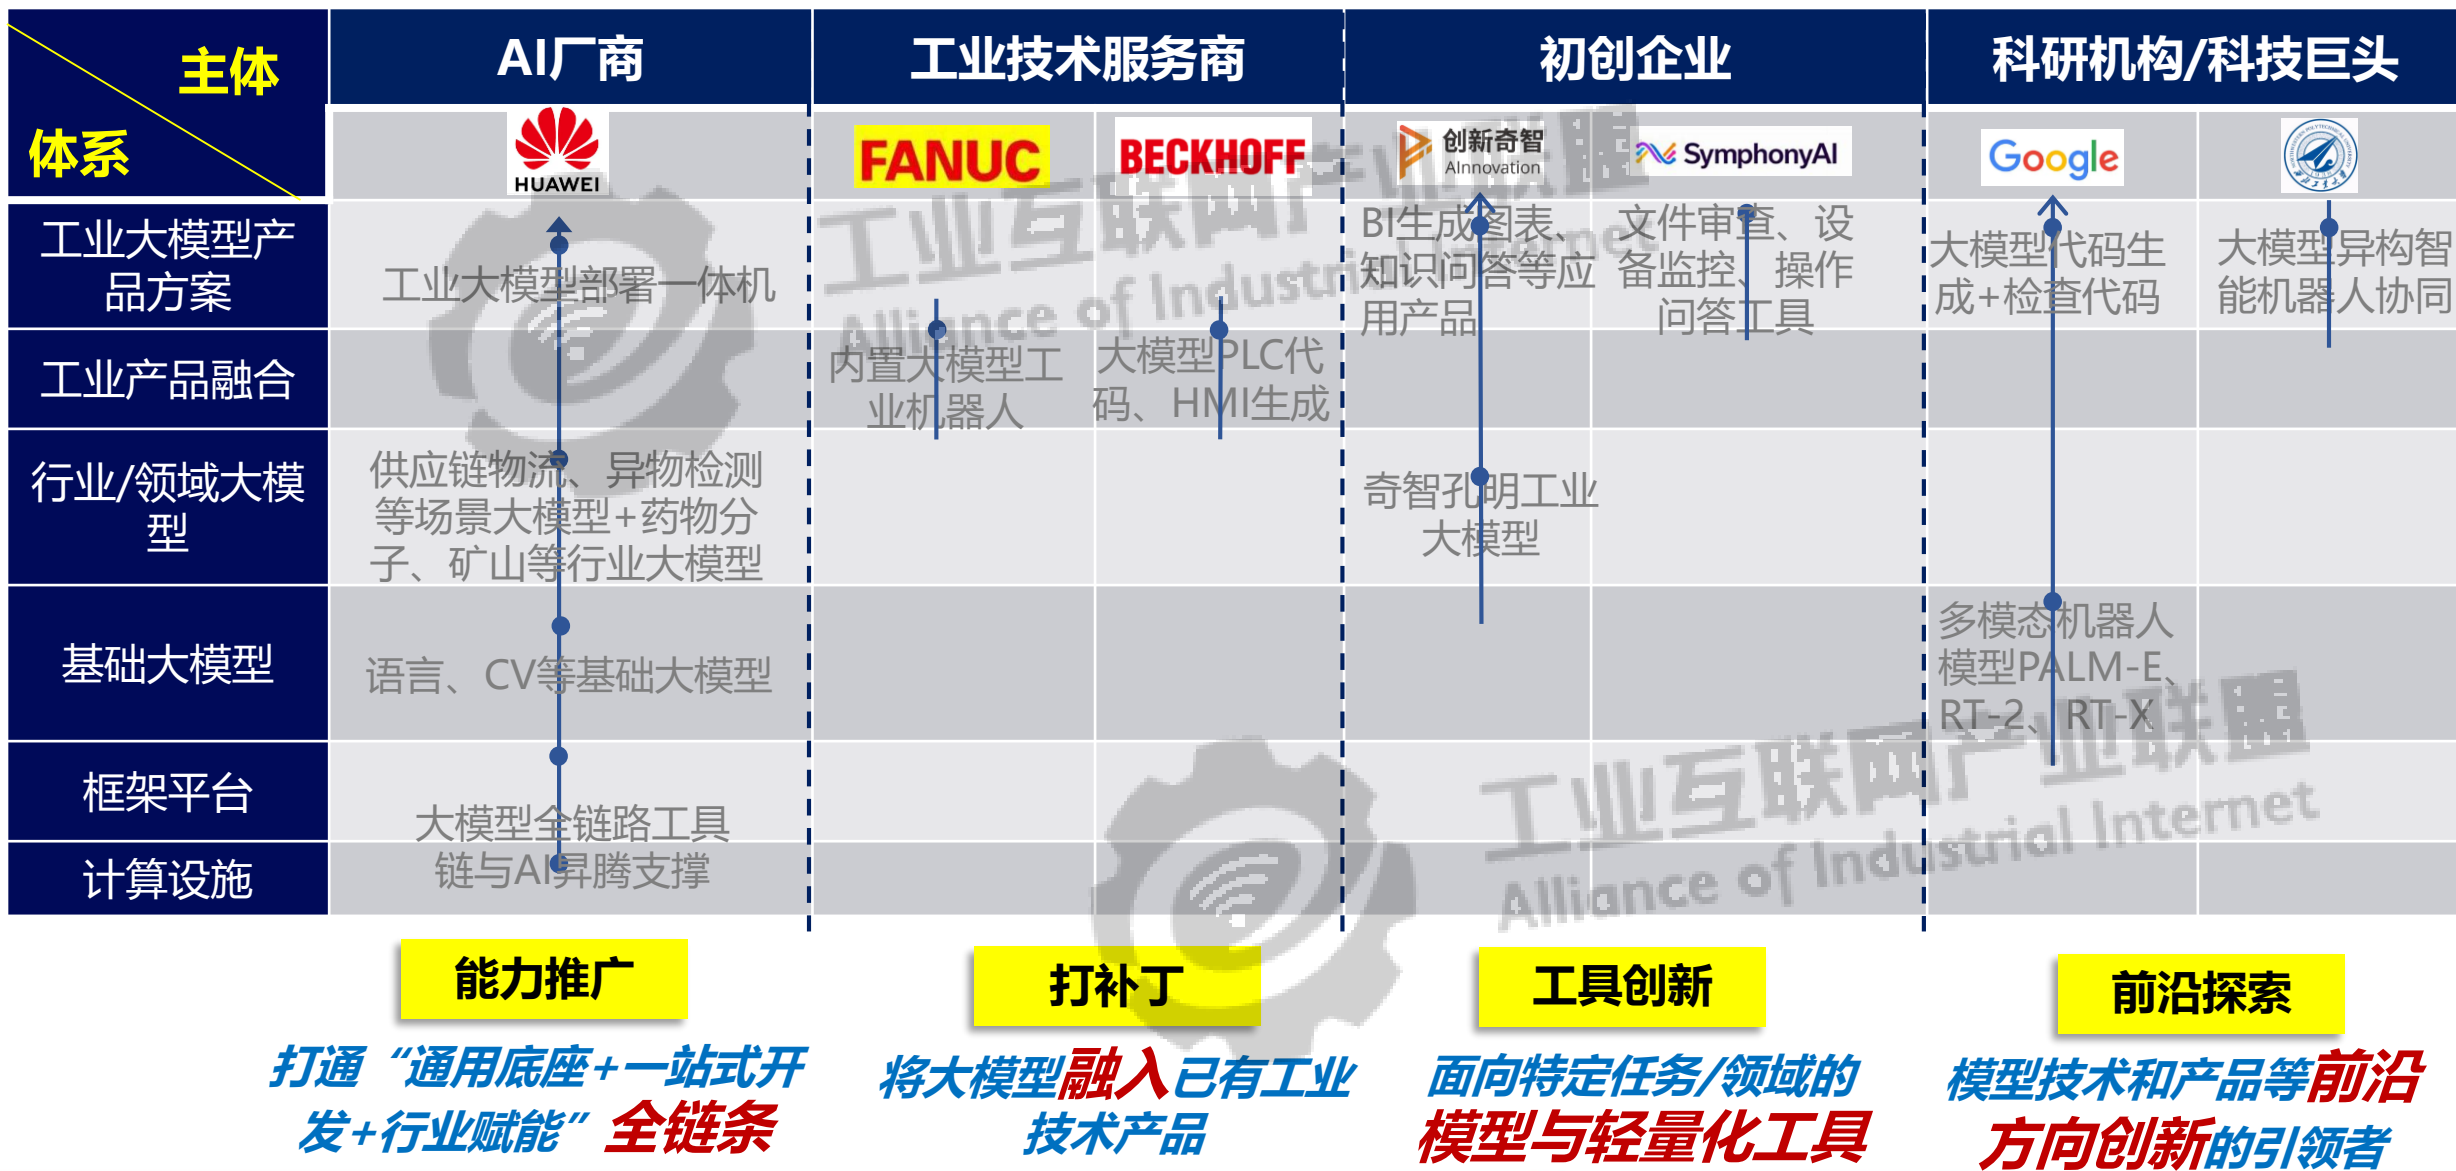 主体
体系
AI厂商
工业技术服务商
初创企业
科研机构/科技巨头
HUAWEI
FANUC
BECKHOFF
创新奇智
AInnovation
SymphonyAI
Google
工业大模型产
品方案
工业大模型部署一体机
BI生成图表、
知识问答等应
用产品
文件审查、设
备监控、操作
问答工具
大模型代码生
成+检查代码
大模型异构智
能机器人协同
工业产品融合
内置大模型工
业机器人
大模型PLC代
码、HMI生成
行业/领域大模
型
供应链物流、异物检测
等场景大模型+药物分
子、矿山等行业大模型
奇智孔明工业
大模型
基础大模型
语言、CV等基础大模型
多模态机器人
模型PALM-E、
RT-2、RT-X
框架平台
计算设施
大模型全链路工具
链与AI昇腾支撑
工业互联网产业联盟
Alliance of Industrial Internet
工业互联网产业联盟
Alliance of Industrial Internet
能力推广
打通“通用底座+一站式开
发+行业赋能”全链条
打补丁
将大模型融入已有工业
技术产品
工具创新
面向特定任务/领域的
模型与轻量化工具
前沿探索
模型技术和产品等前沿
方向创新的引领者